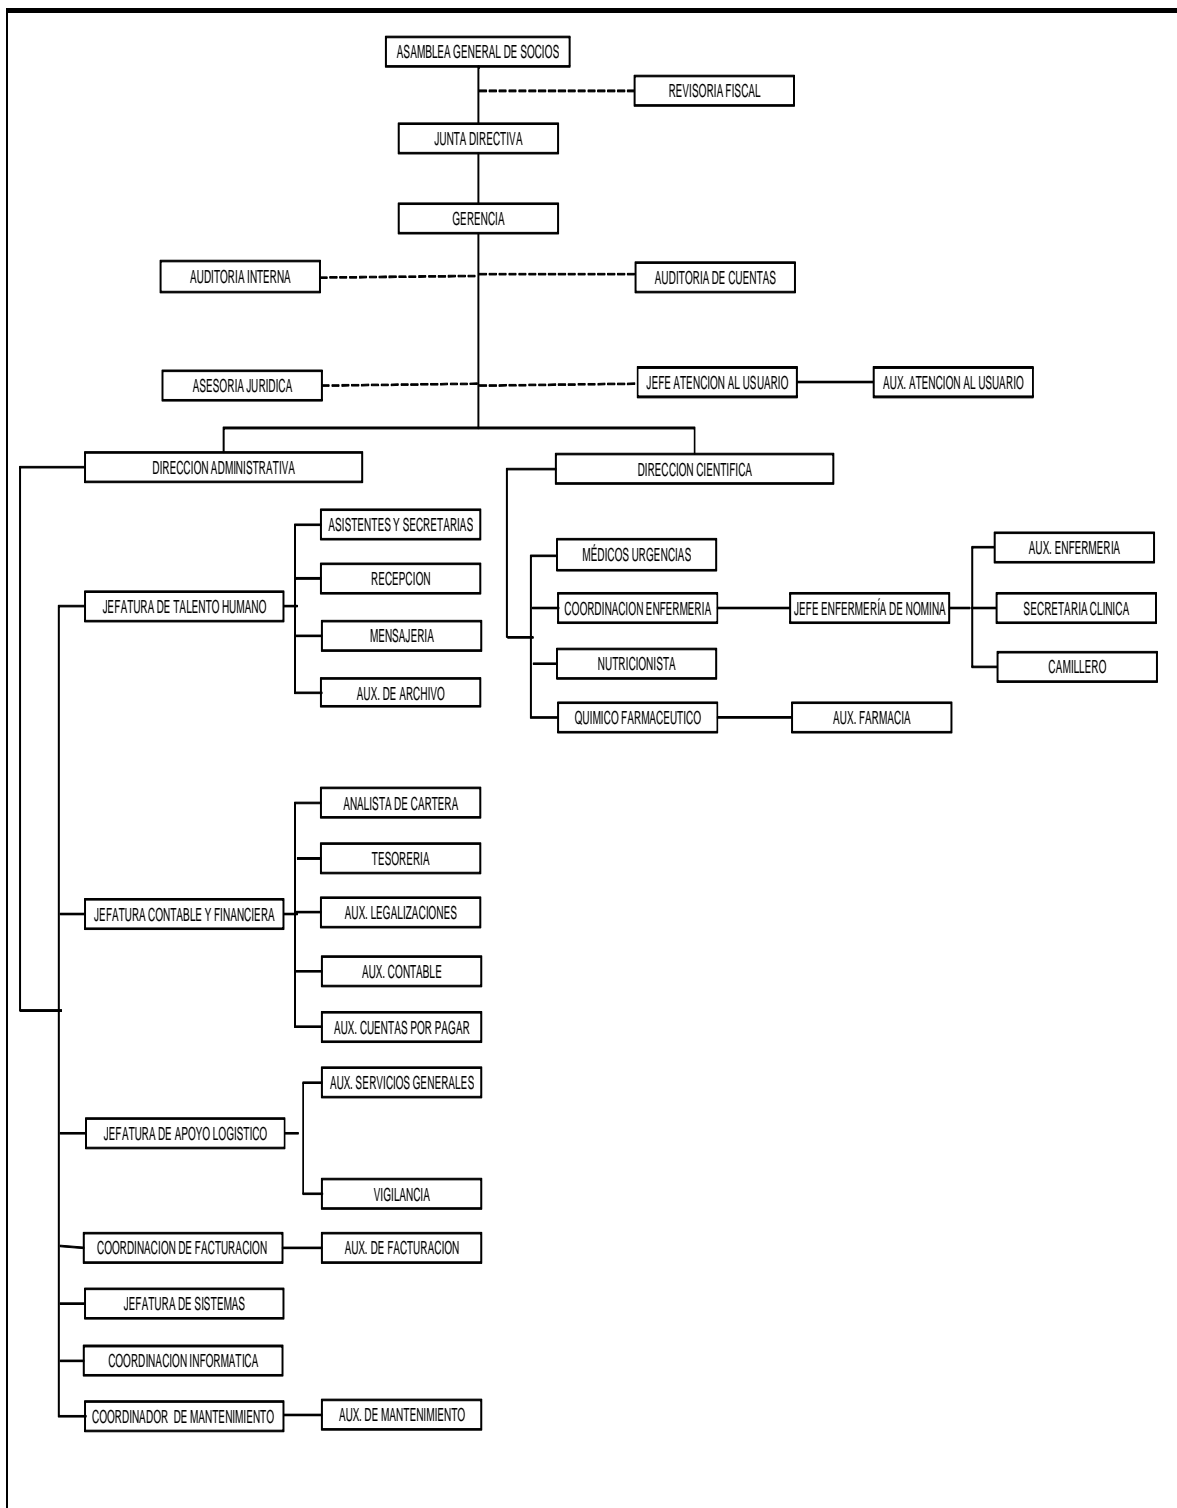 ASAMBLEA GENERAL DE SOCIOS
REVISORIA FISCAL
JUNTA DIRECTIVA
GERENCIA
AUDITORIA INTERNA
AUDITORIA DE CUENTAS
ASESORIA JURIDICA
JEFE ATENCION AL USUARIO
AUX. ATENCION AL USUARIO
DIRECCION ADMINISTRATIVA
DIRECCION CIENTIFICA
ASISTENTES Y SECRETARIAS
RECEPCION
JEFATURA DE TALENTO HUMANO
MENSAJERIA
AUX. DE ARCHIVO
MÉDICOS URGENCIAS
COORDINACION ENFERMERIA
JEFE ENFERMERÍA DE NOMINA
AUX. ENFERMERIA
SECRETARIA CLINICA
CAMILLERO
NUTRICIONISTA
QUIMICO FARMACEUTICO
AUX. FARMACIA
ANALISTA DE CARTERA
TESORERIA
JEFATURA CONTABLE Y FINANCIERA
AUX. LEGALIZACIONES
AUX. CONTABLE
AUX. CUENTAS POR PAGAR
AUX. SERVICIOS GENERALES
JEFATURA DE APOYO LOGISTICO
VIGILANCIA
COORDINACION DE FACTURACION
AUX. DE FACTURACION
JEFATURA DE SISTEMAS
COORDINACION INFORMATICA
COORDINADOR  DE MANTENIMIENTO
AUX. DE MANTENIMIENTO